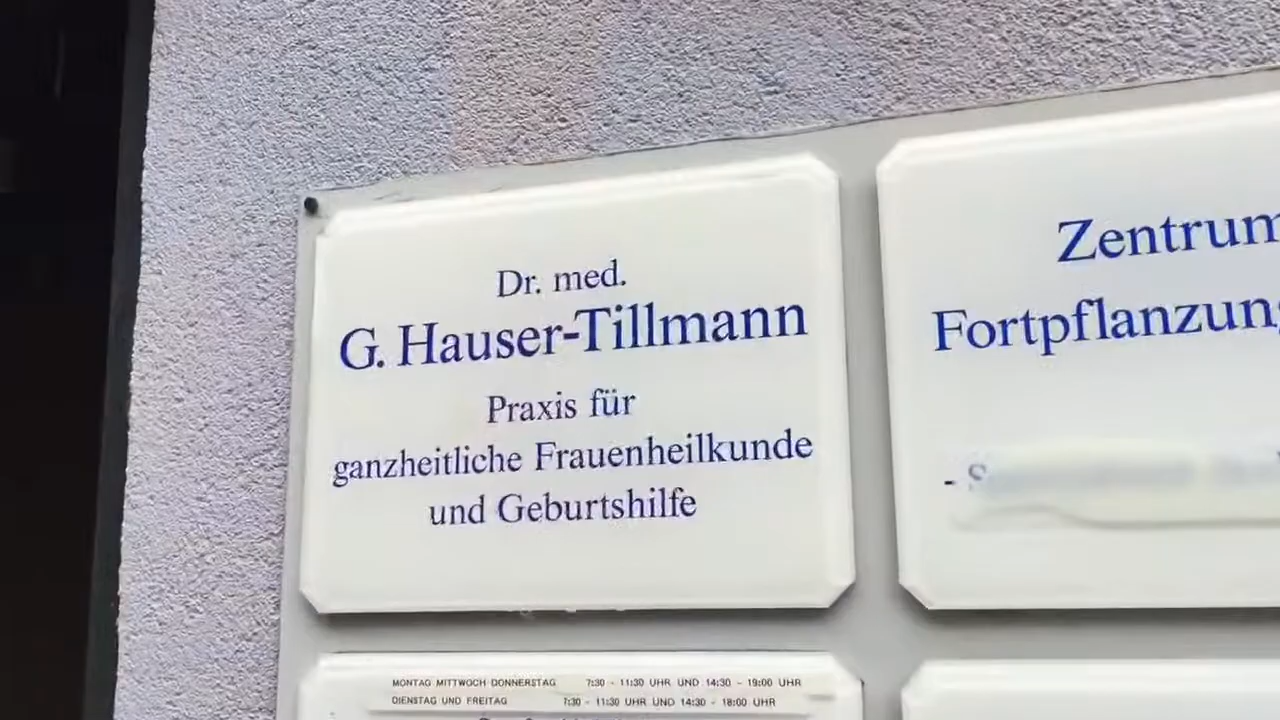 Dr. med.
G. Hauser-Tillmann
Praxis für
ganzheitliche Frauenheilkunde
und Geburtshilfe
Zentrum
Fortpflanzung
MONTAG MITTWOCH DONNERSTAG 7:30 - 11:30 UHR UND 14:30 - 19:00 UHR
DIENSTAG UND FREITAG 7:30 - 11:30 UHR UND 14:30 - 18:00 UHR